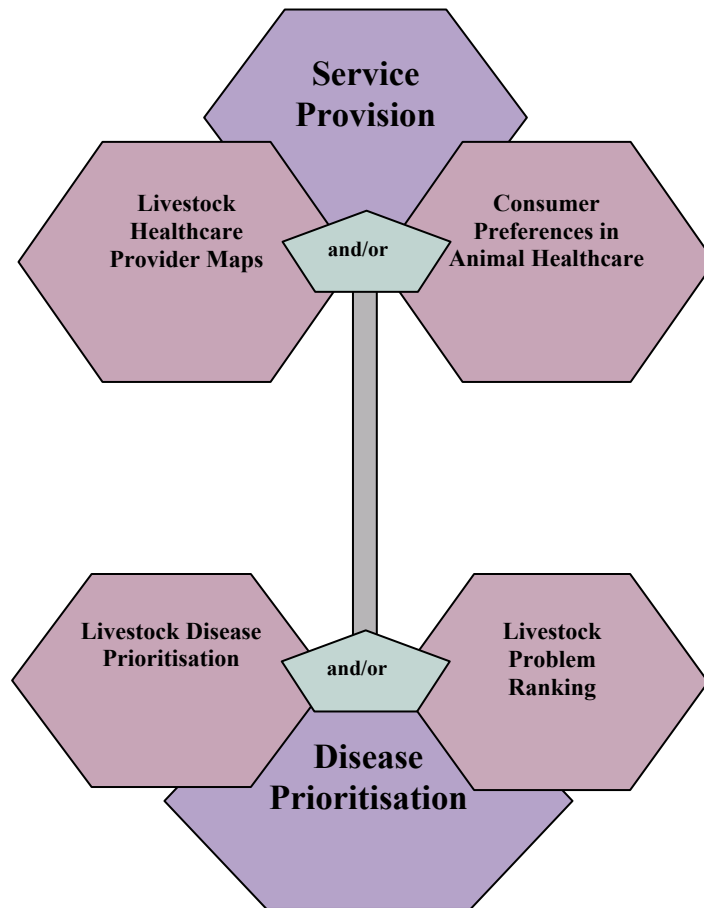 Service
Provision
Livestock
Healthcare
Provider Maps
Consumer
Preferences in
Animal Healthcare
and/or
Livestock Disease
Prioritisation
Livestock
Problem
Ranking
and/or
Disease
Prioritisation